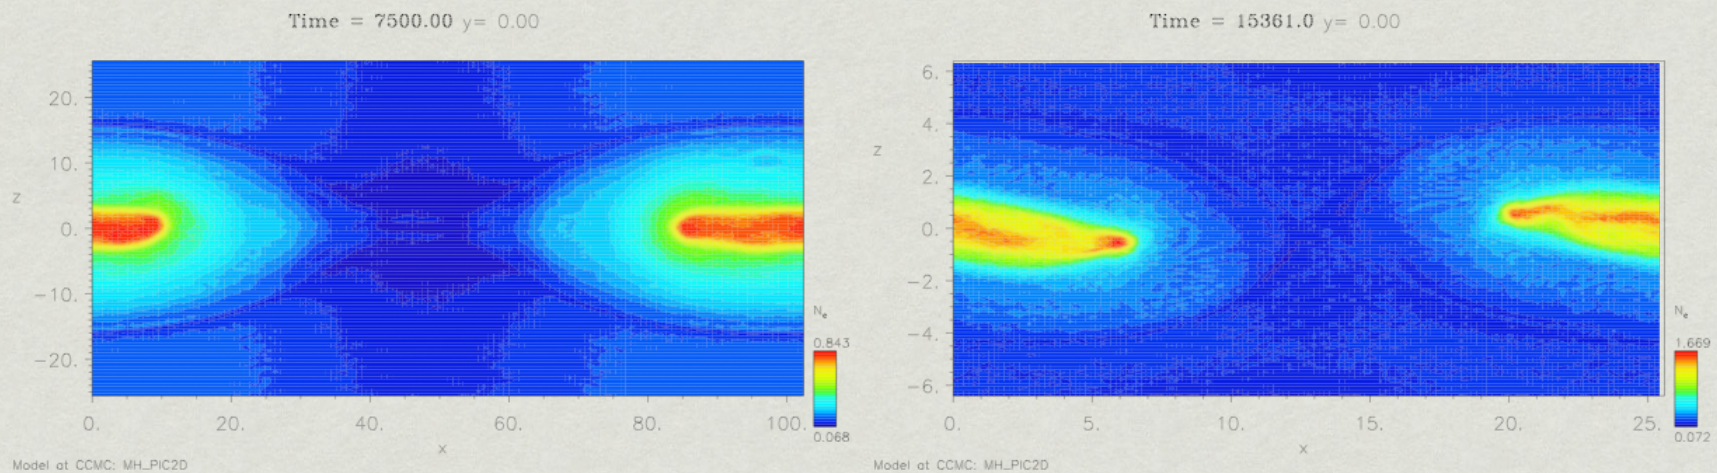 Time = 7500.00 y= 0.00
20.
10.
0.
-10.
-20.
Z
0. 20. 40. 60. 80. 100.
X
N_e
0.843
0.068
Model at CCMC: MH_PIC2D
Time = 15361.0 y= 0.00
6.
4.
2.
0.
-2.
-4.
-6.
Z
0. 5. 10. 15. 20. 25.
X
N_e
1.669
0.072
Model at CCMC: MH_PIC2D